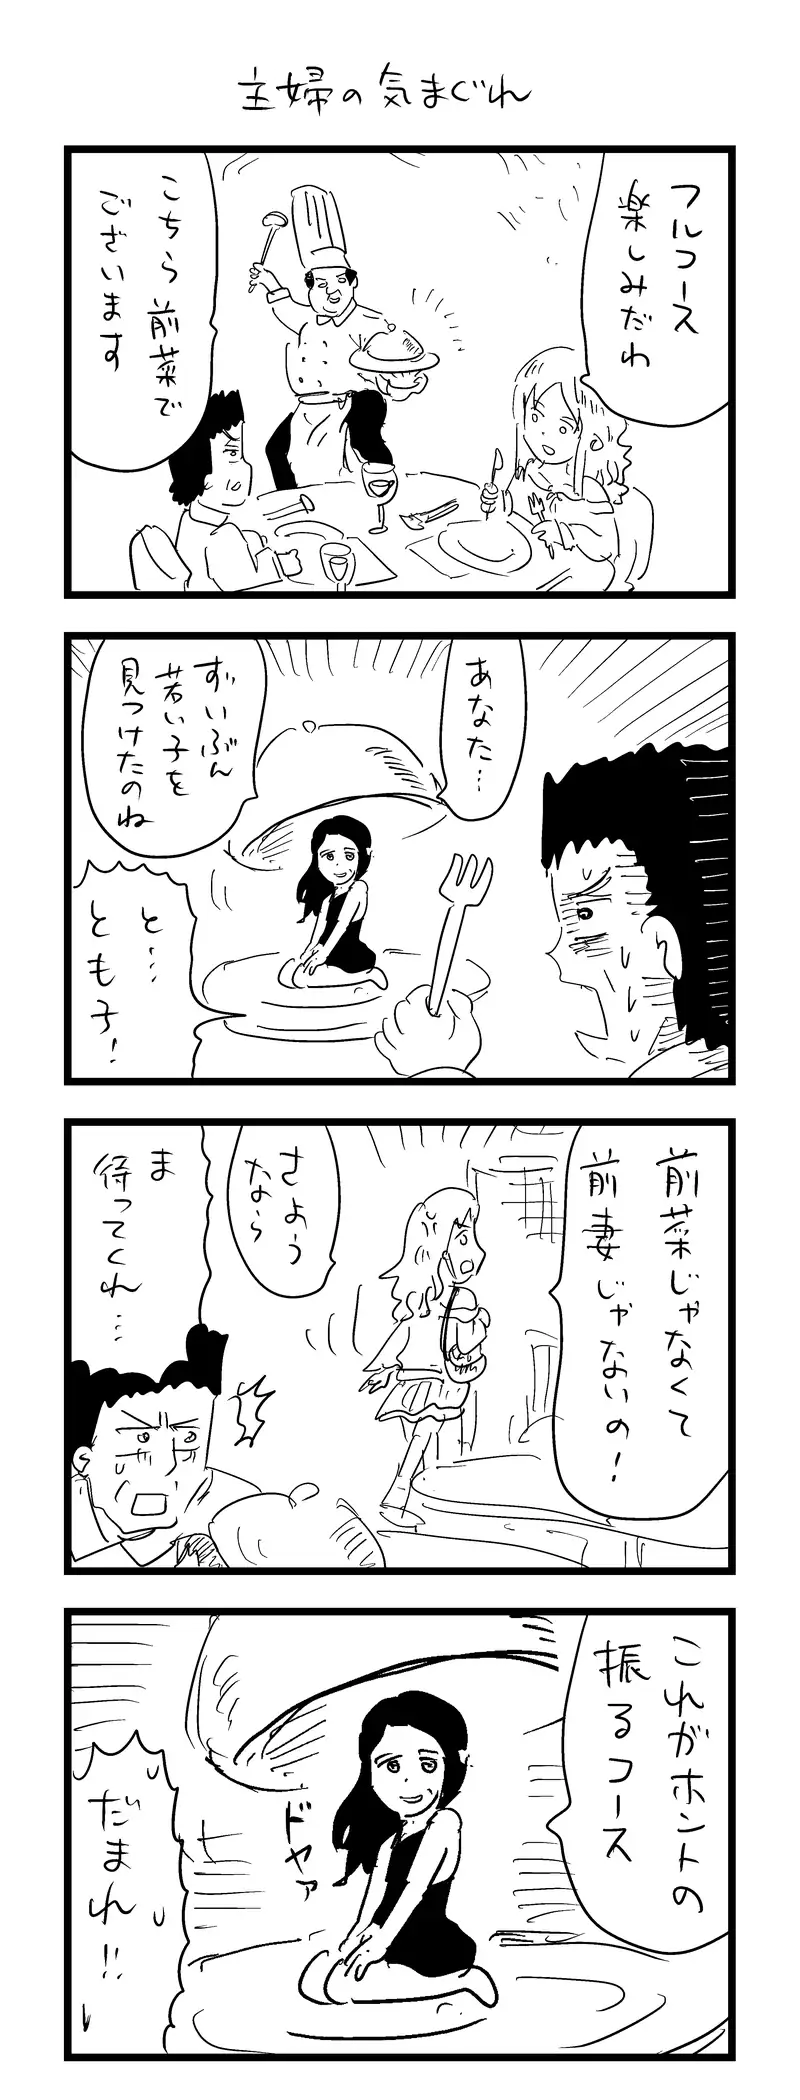 主婦の気まぐれ
フルコース
楽しみだわ
こちら前菜で
ございます
あなた…
ずいぶん
若い子を
見つけたのね
と…
とも子!
前菜じゃなくて
前妻じゃないの!
さよう
なら
ま
待ってくれ…
これがホントの
振るコース
ドヤァ
だまれ!!